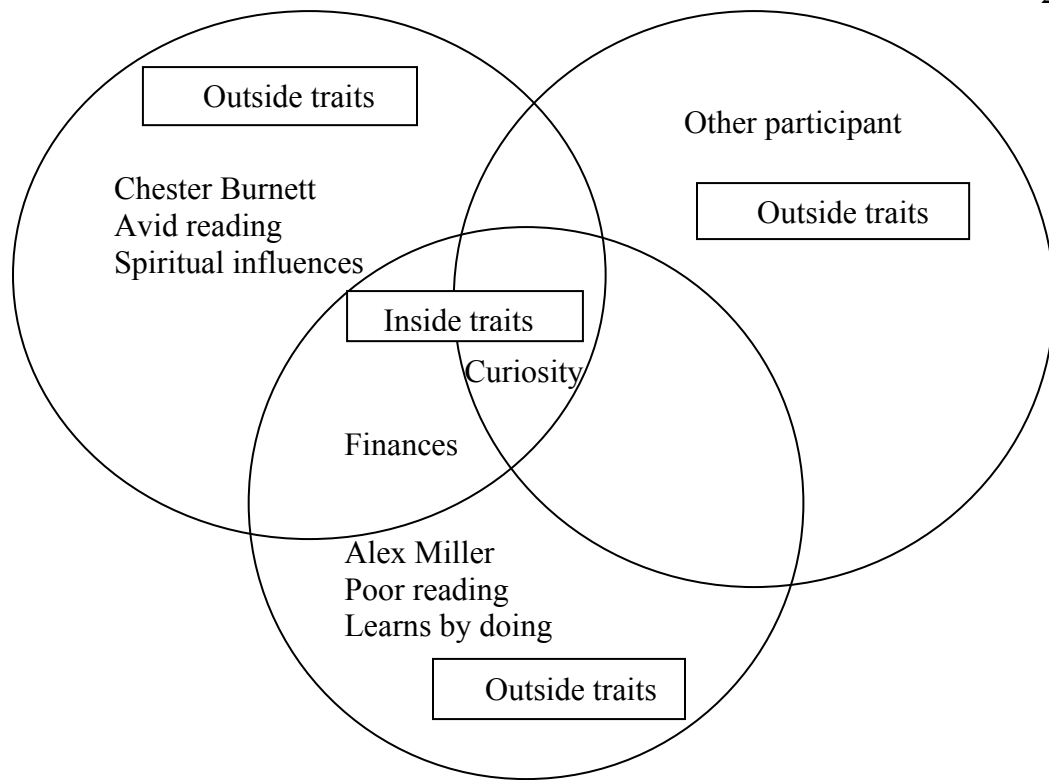 Outside traits
Chester Burnett
Avid reading
Spiritual influences
Other participant
Outside traits
Inside traits
Curiosity
Finances
Alex Miller
Poor reading
Learns by doing
Outside traits